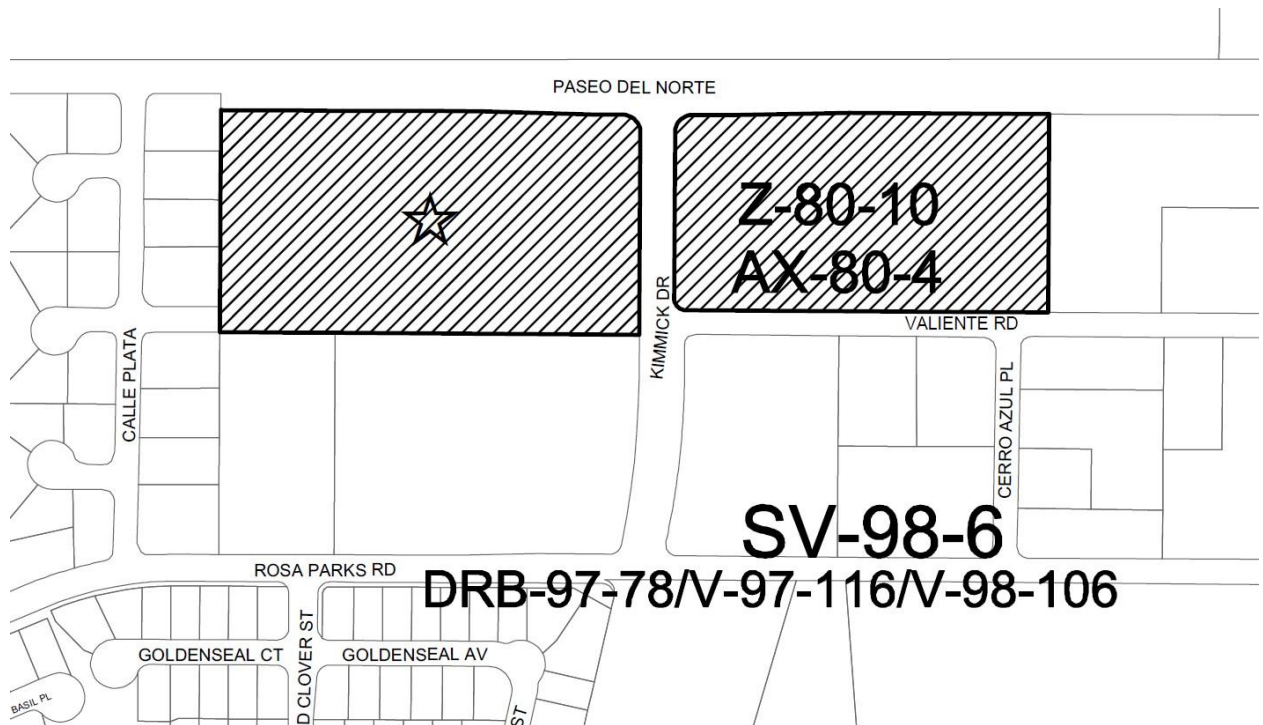 PASEO DEL NORTE
Z-80-10
AX-80-4
KIMMICK DR
VALIENTE RD
CALLE PLATA
CERRO AZUL PL
SV-98-6
DRB-97-78/V-97-116/V-98-106
ROSA PARKS RD
GOLDENSEAL CT
GOLDENSEAL AV
D CLOVER ST
BASIL PL
ST